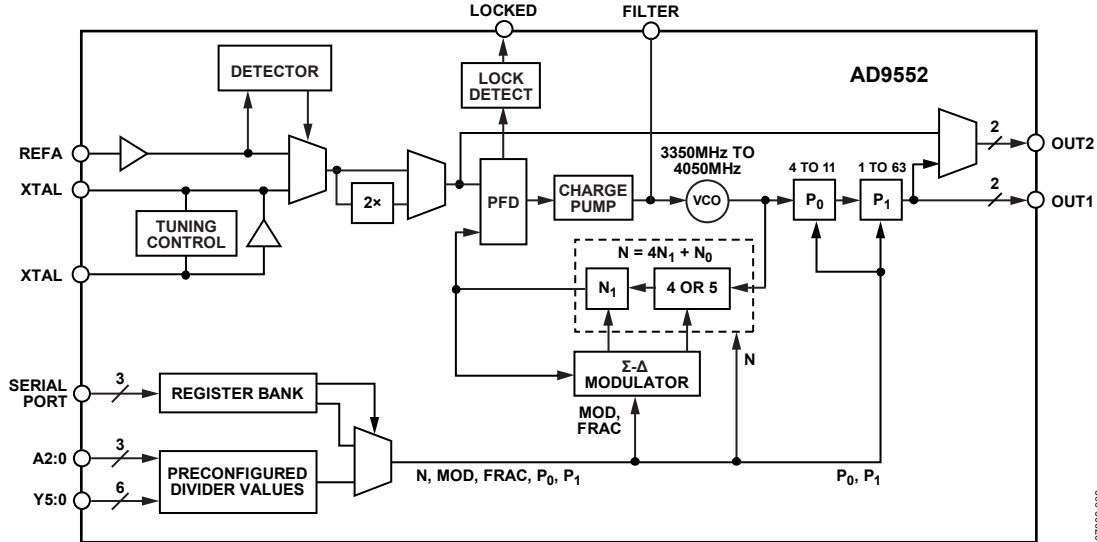 LOCKED
FILTER
AD9552
DETECTOR
LOCK
DETECT
REFA
XTAL
2×
TUNING
CONTROL
XTAL
PFD
CHARGE
PUMP
3350MHz TO
4050MHz
VCO
4 TO 11
P0
1 TO 63
P1
2
OUT2
2
OUT1
N = 4N1 + N0
N1
4 OR 5
Σ-Δ
MODULATOR
N
MOD,
FRAC
SERIAL
PORT
3
REGISTER BANK
A2:0
3
Y5:0
6
PRECONFIGURED
DIVIDER VALUES
N, MOD, FRAC, P0, P1
P0, P1